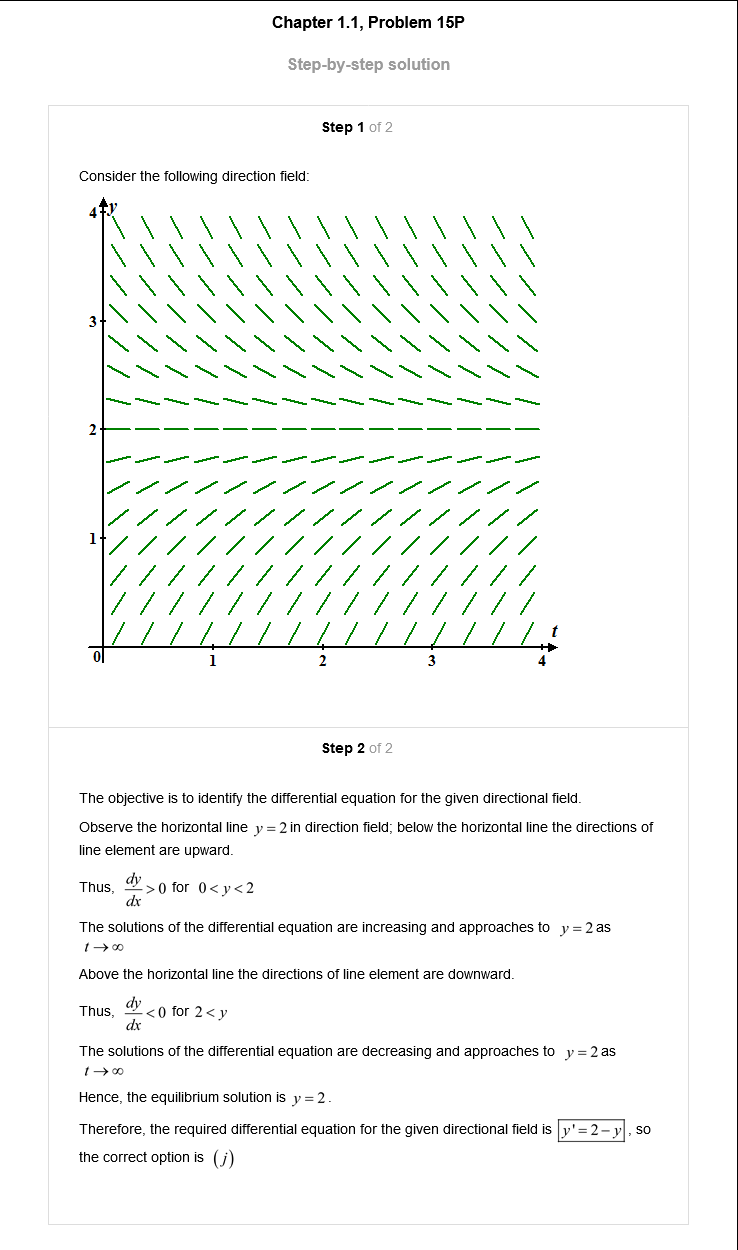 Chapter 1.1, Problem 15P
Step-by-step solution
Step 1 of 2
Consider the following direction field:
y
4
3
2
1
t
0
1
2
3
4
Step 2 of 2
The objective is to identify the differential equation for the given directional field.
Observe the horizontal line y = 2 in direction field; below the horizontal line the directions of
line element are upward.
Thus, dy/dx > 0 for 0 < y < 2
The solutions of the differential equation are increasing and approaches to y = 2 as
t → ∞
Above the horizontal line the directions of line element are downward.
Thus, dy/dx < 0 for 2 < y
The solutions of the differential equation are decreasing and approaches to y = 2 as
t → ∞
Hence, the equilibrium solution is y = 2.
Therefore, the required differential equation for the given directional field is y' = 2 – y, so
the correct option is (j)